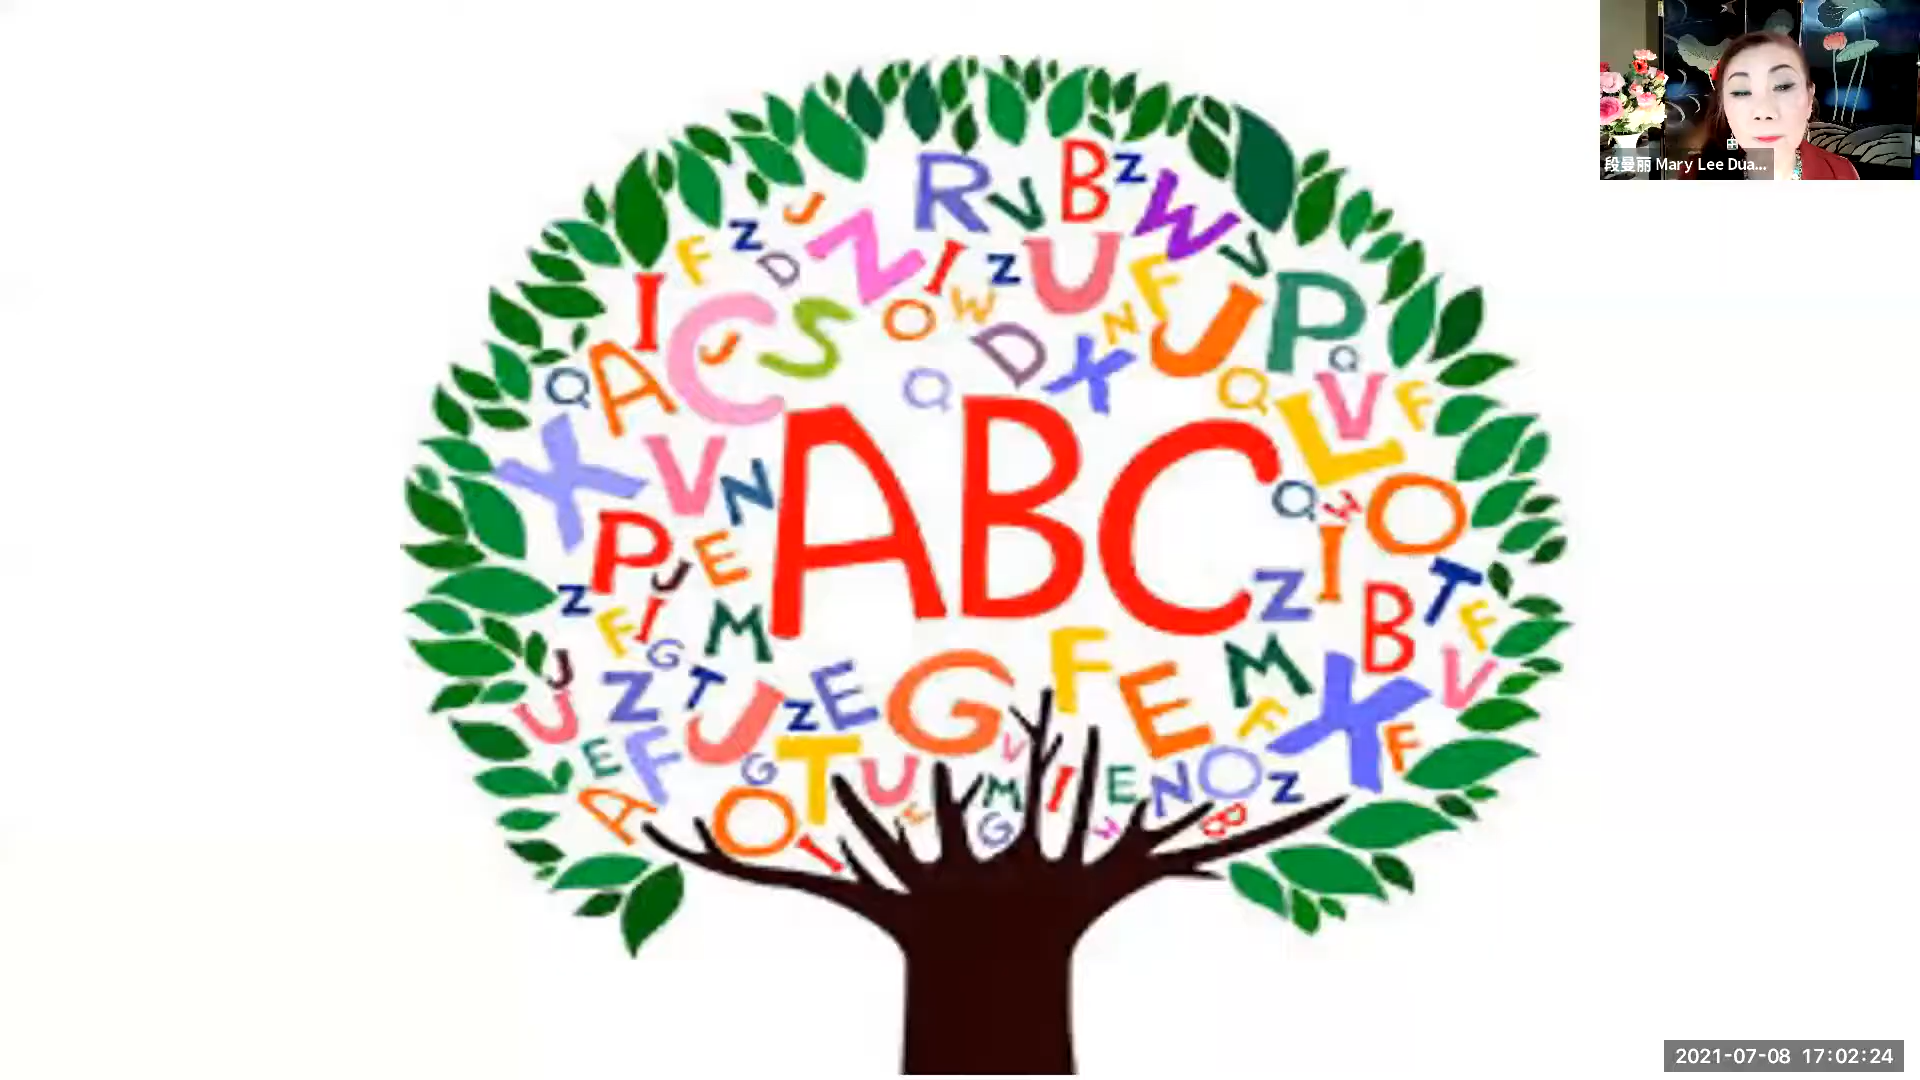 R V B Z W
J
F Z D Z I Z U F V
I C J S O W D N J P
Q A Q X Q Q V F
L
X V N ABC Q W O
P J E I
Z F I M Z B T F
G
J Z T E G F E M X V
U J Z F
E F G T U V M I E N O Z F
A O I G W B
段曼丽 Mary Lee Dua...
2021-07-08 17:02:24